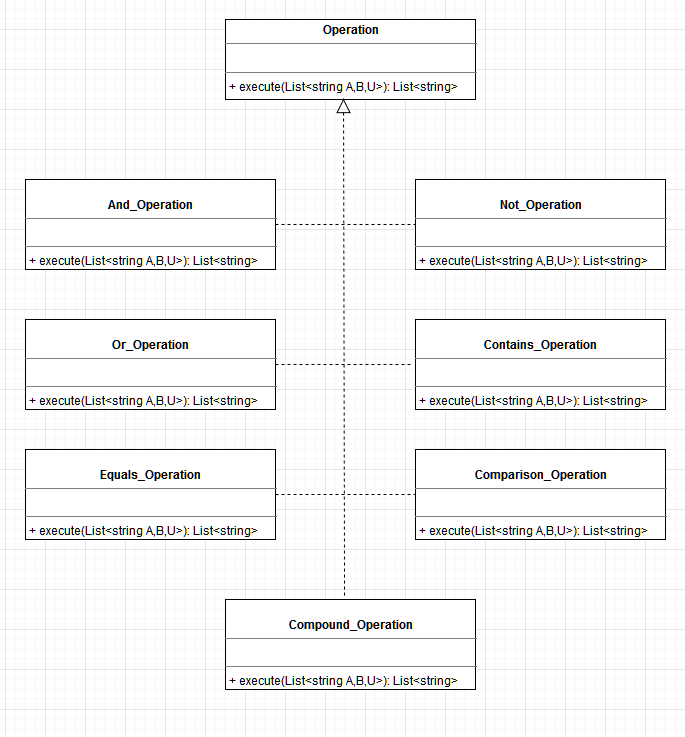 Operation
+ execute(List<string A,B,U>): List<string>
And_Operation
+ execute(List<string A,B,U>): List<string>
Not_Operation
+ execute(List<string A,B,U>): List<string>
Or_Operation
+ execute(List<string A,B,U>): List<string>
Contains_Operation
+ execute(List<string A,B,U>): List<string>
Equals_Operation
+ execute(List<string A,B,U>): List<string>
Comparison_Operation
+ execute(List<string A,B,U>): List<string>
Compound_Operation
+ execute(List<string A,B,U>): List<string>